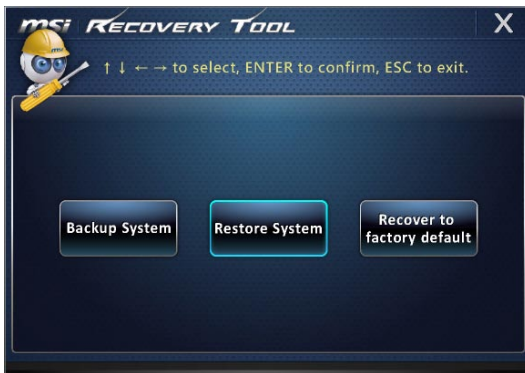 msi RECOVERY TOOL
X
↑ ↓ ← → to select, ENTER to confirm, ESC to exit.
Backup System
Restore System
Recover to
factory default